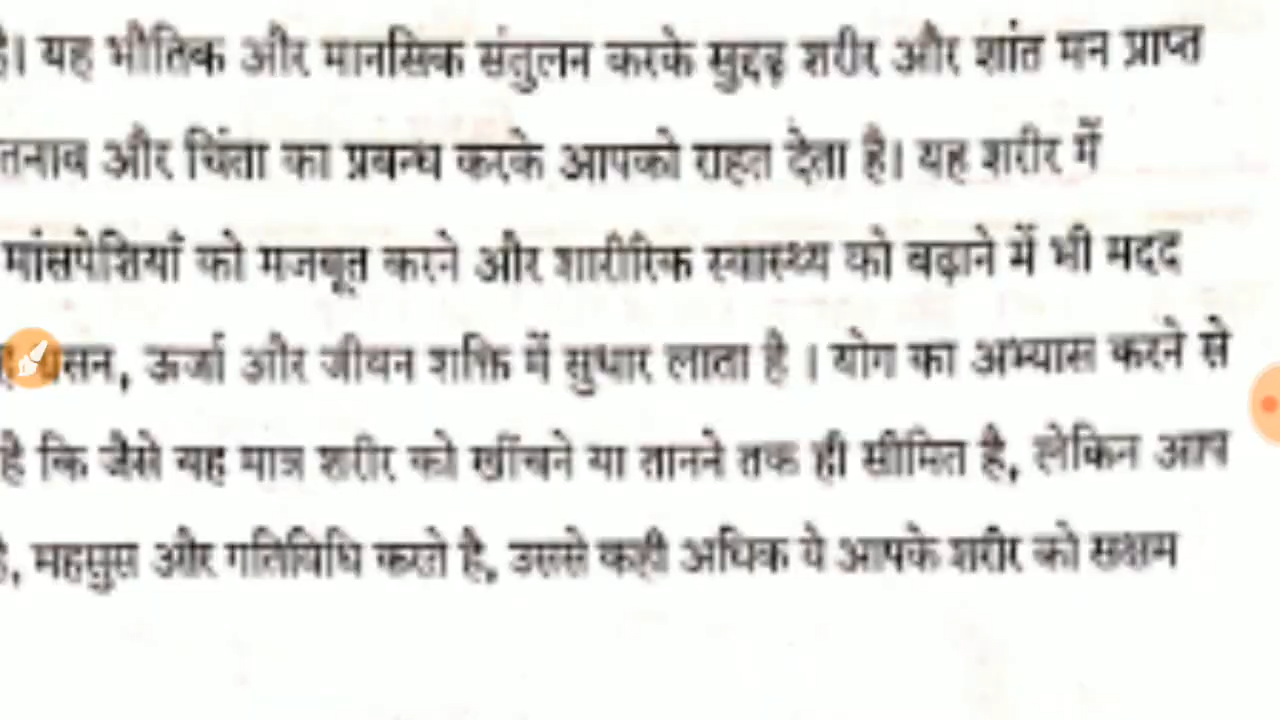 है। यह भौतिक और मानसिक संतुलन करके सुद्दढ़ शरीर और शांत मन प्राप्त
तनाव और चिंता का प्रबन्ध करके आपको राहत देता है। यह शरीर में
मांसपेशियों को मजबूत करने और शारीरिक स्वास्थ्य को बढ़ाने में भी मदद
ऊर्जा और जीवन शक्ति में सुधार लाता है । योग का अभ्यास करने से
है कि जैसे यह मात्र शरीर को खींचने या तानने तक ही सीमित है, लेकिन आप
महसुस और गतिविधि करते है, उससे कही अधिक ये आपके शरीर को सक्षम